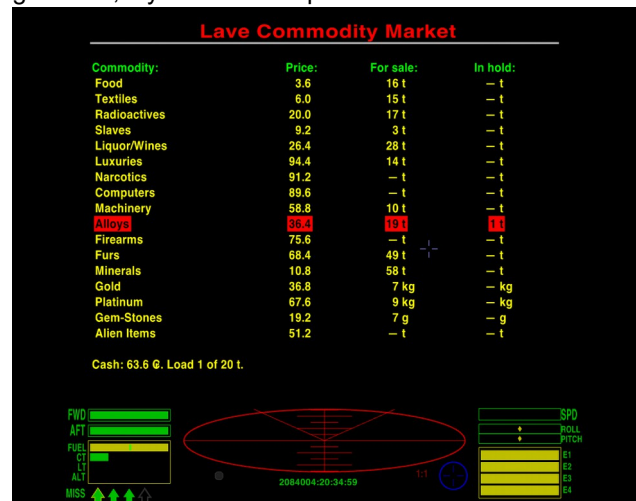 Lave Commodity Market
Commodity: Price: For sale: In hold:
Food 3.6 16 t – t
Textiles 6.0 15 t – t
Radioactives 20.0 17 t – t
Slaves 9.2 3 t – t
Liquor/Wines 26.4 28 t – t
Luxuries 94.4 14 t – t
Narcotics 91.2 – t – t
Computers 89.6 – t – t
Machinery 58.8 10 t – t
Alloys 36.4 19 t 1 t
Firearms 75.6 – t – t
Furs 68.4 49 t – t
Minerals 10.8 58 t – t
Gold 36.8 7 kg – kg
Platinum 67.6 9 kg – kg
Gem-Stones 19.2 7 g – g
Alien Items 51.2 – t – t
Cash: 63.6 ₢. Load 1 of 20 t.
FWD SPD
AFT ROLL
PITCH
FUEL E1
CT E2
LT E3
ALT E4
2084004:20:34:59 1:1
MISS